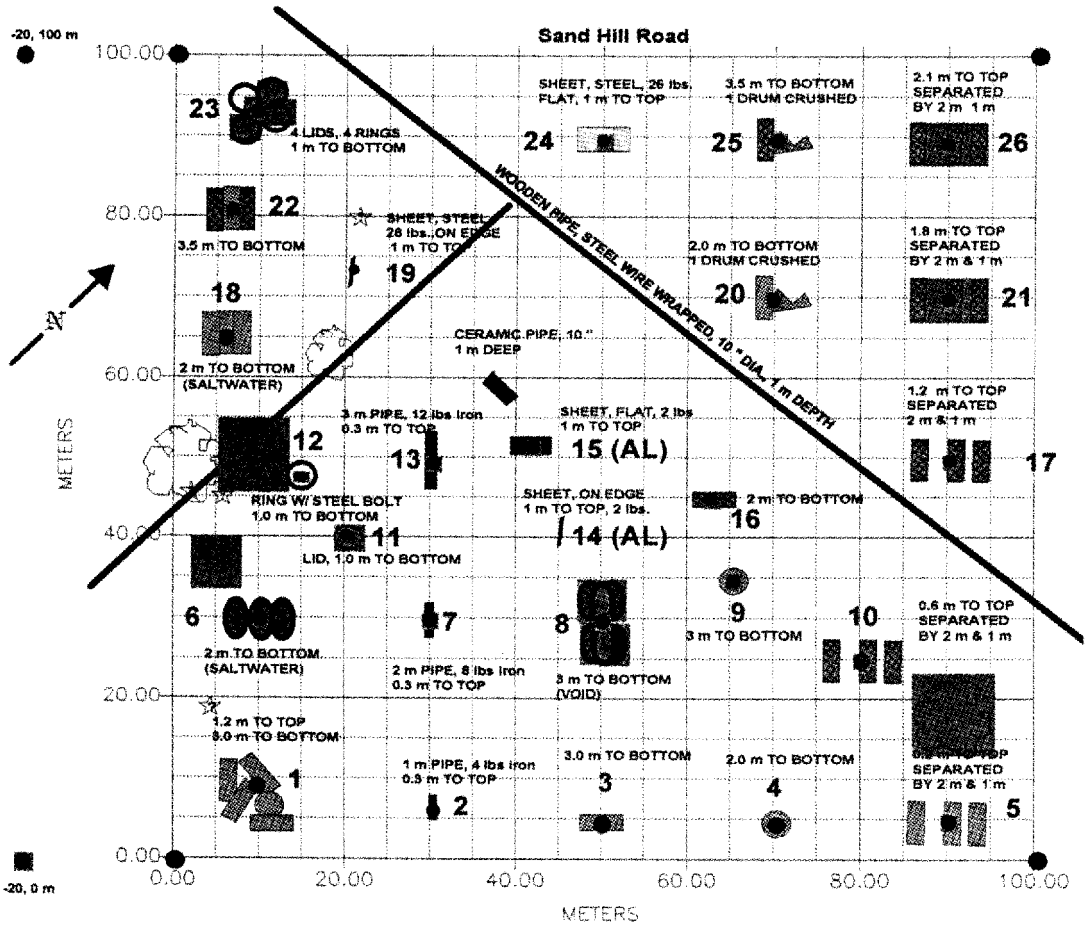 -20, 100 m
Sand Hill Road
100.00
23
4 LIDS, 4 RINGS
1 m TO BOTTOM
SHEET, STEEL, 26 lbs.
FLAT, 1 m TO TOP
24
3.5 m TO BOTTOM
1 DRUM CRUSHED
25
2.1 m TO TOP
SEPARATED
BY 2 m 1 m
26
WOODEN PIPE, STEEL WIRE WRAPPED, 10 " DIA., 1 m DEPTH
80.00
22
3.5 m TO BOTTOM
SHEET, STEEL
26 lbs., ON EDGE
1 m TO TOP
19
2.0 m TO BOTTOM
1 DRUM CRUSHED
20
1.8 m TO TOP
SEPARATED
BY 2 m & 1 m
21
N
18
2 m TO BOTTOM
(SALTWATER)
CERAMIC PIPE, 10 "
1 m DEEP
60.00
METERS
12
RING W/ STEEL BOLT
1.0 m TO BOTTOM
3 m PIPE, 12 lbs iron
0.3 m TO TOP
13
SHEET, FLAT, 2 lbs
1 m TO TOP
15 (AL)
1.2 m TO TOP
SEPARATED
2 m & 1 m
17
SHEET, ON EDGE
1 m TO TOP, 2 lbs.
14 (AL)
2 m TO BOTTOM
16
40.00
11
LID, 1.0 m TO BOTTOM
6
2 m TO BOTTOM
(SALTWATER)
7
2 m PIPE, 8 lbs iron
0.3 m TO TOP
8
3 m TO BOTTOM
(VOID)
9
3 m TO BOTTOM
10
0.6 m TO TOP
SEPARATED
BY 2 m & 1 m
20.00
?
1.2 m TO TOP
3.0 m TO BOTTOM
1
1 m PIPE, 4 lbs iron
0.3 m TO TOP
2
3.0 m TO BOTTOM
3
2.0 m TO BOTTOM
4
m TO TOP
SEPARATED
BY 2 m & 1 m
5
0.00
-20, 0 m
0.00 20.00 40.00 60.00 80.00 100.00
METERS